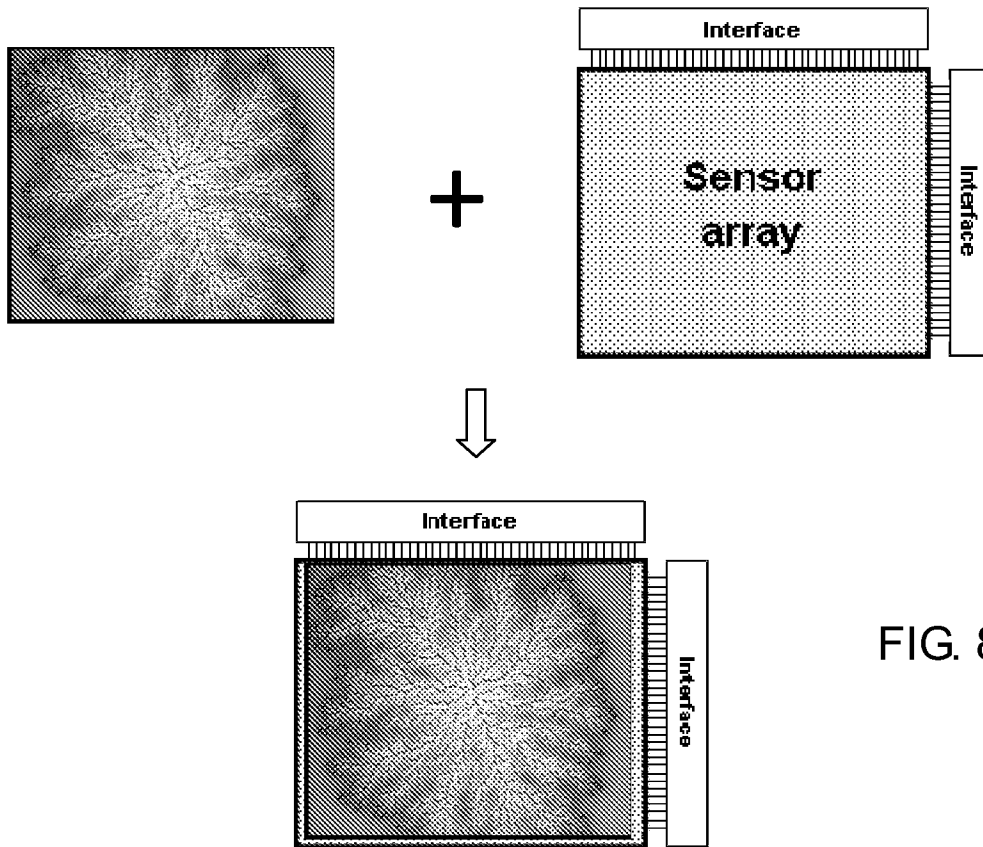 Interface
Sensor
array
Interface
Interface
Interface
FIG. 8